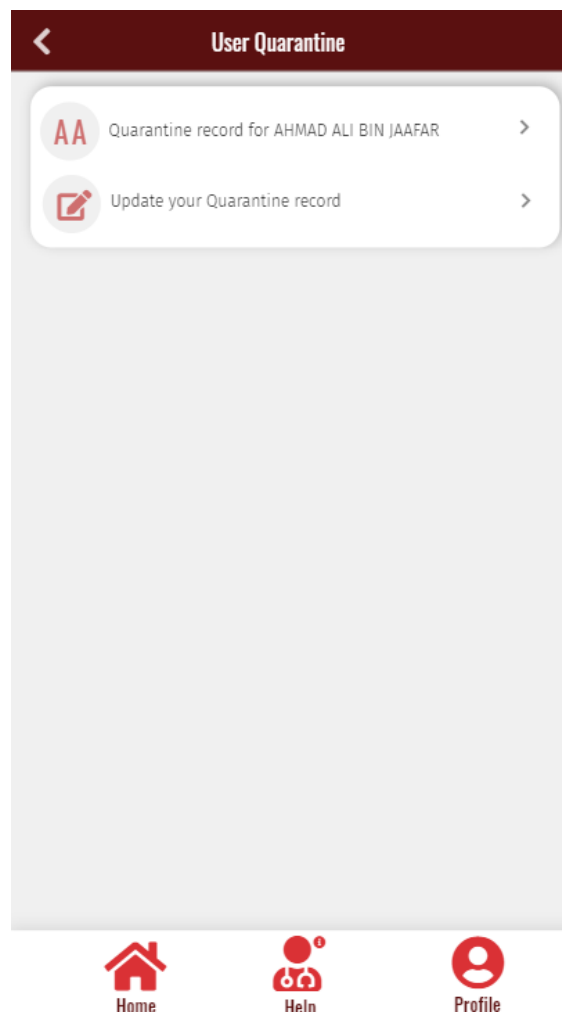 User Quarantine
AA
Quarantine record for AHMAD ALI BIN JAAFAR
Update your Quarantine record
Home
Help
Profile